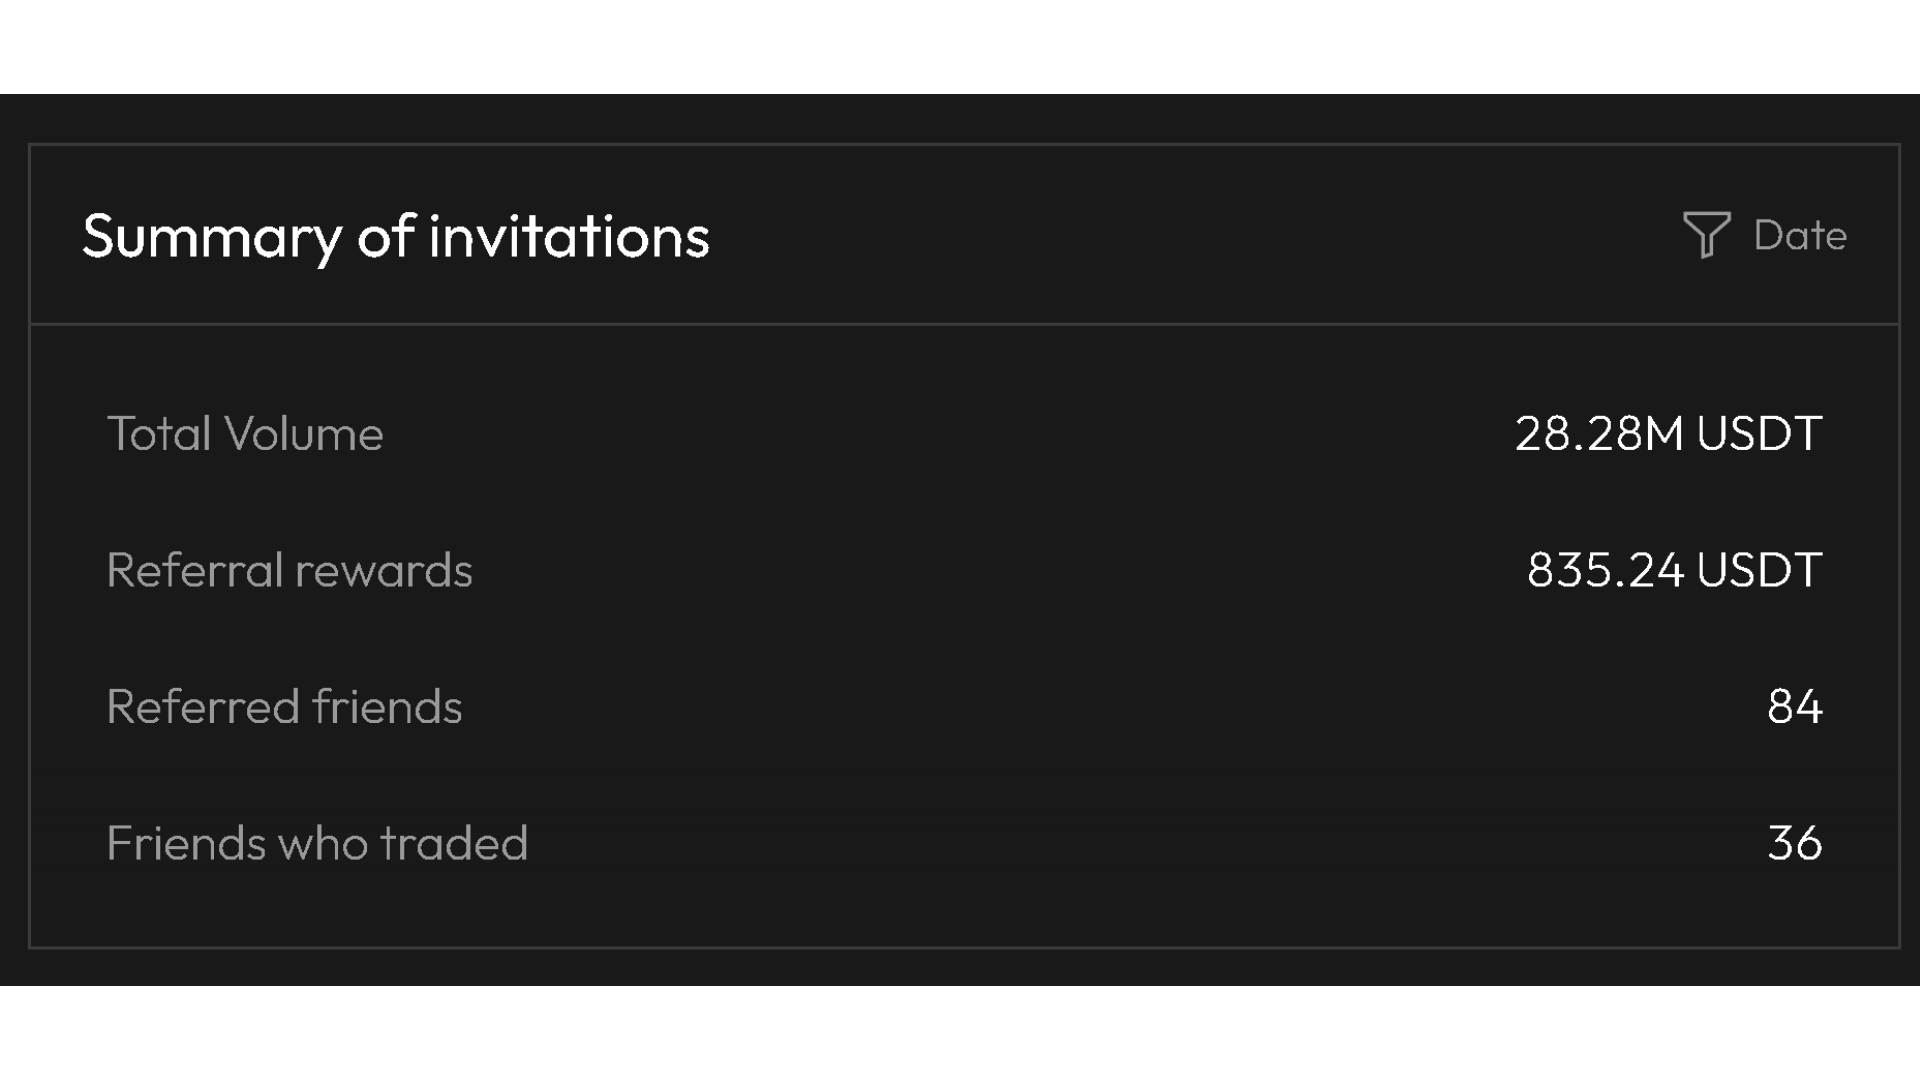 Summary of invitations
Date
Total Volume
28.28M USDT
Referral rewards
835.24 USDT
Referred friends
84
Friends who traded
36